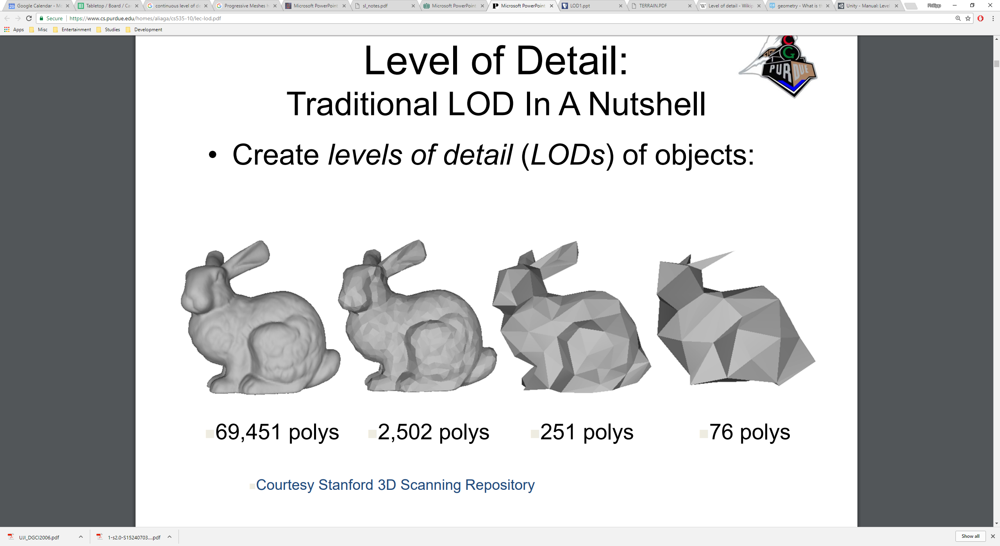 Google Calendar - Mo
Tabletop / Board / Ca
continuous level of de
Progressive Meshes h
Microsoft PowerPoint
sl_notes.pdf
Microsoft PowerPoint
Microsoft PowerPoint
LOD1.ppt
TERRAIN.PDF
Level of detail - Wikip
geometry - What is th
Unity - Manual: Level
Philipp
Secure
https://www.cs.purdue.edu/homes/aliaga/cs535-10/lec-lod.pdf
Apps
Misc
Entertainment
Studies
Development
C
G
PURDUE
Level of Detail:
Traditional LOD In A Nutshell
• Create levels of detail (LODs) of objects:
69,451 polys
2,502 polys
251 polys
76 polys
Courtesy Stanford 3D Scanning Repository
UJI_DGCI2006.pdf
1-s2.0-S15240703....pdf
Show all